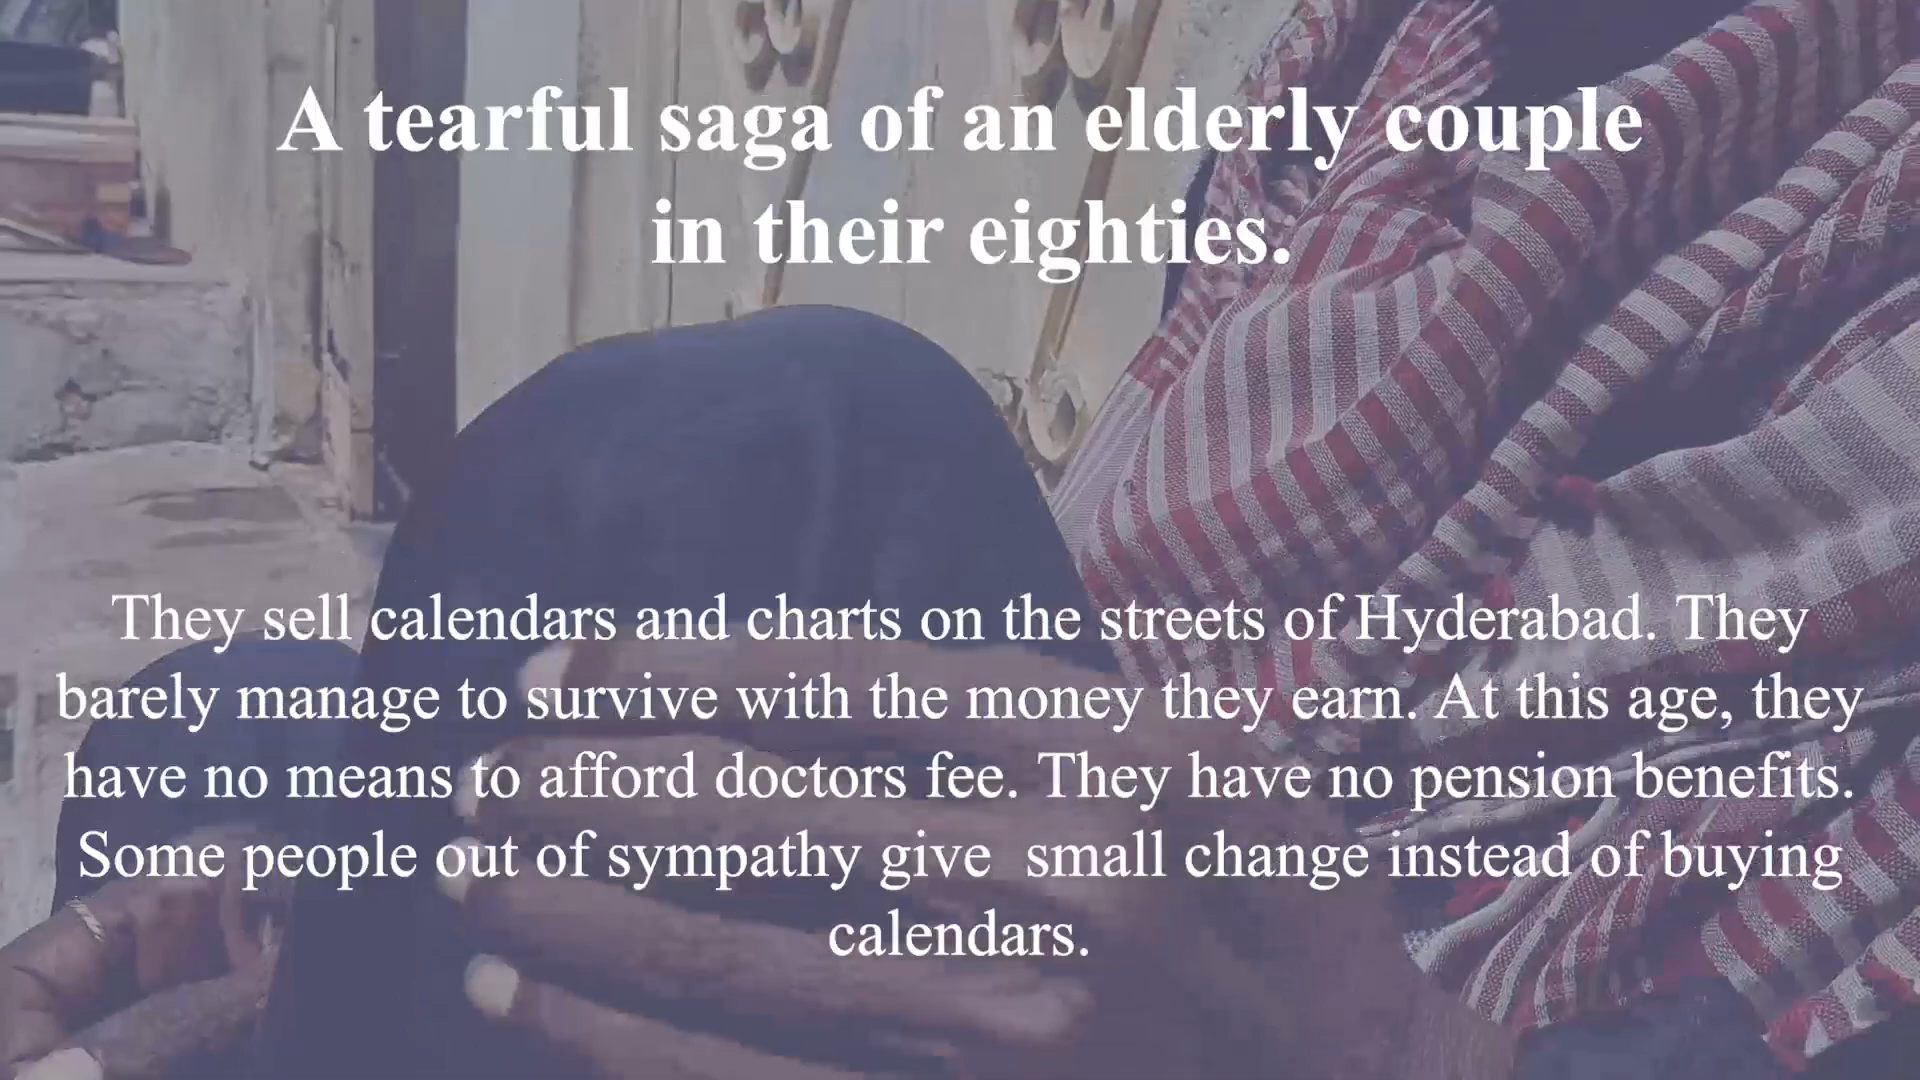 A tearful saga of an elderly couple
in their eighties.
They sell calendars and charts on the streets of Hyderabad. They
barely manage to survive with the money they earn. At this age, they
have no means to afford doctors fee. They have no pension benefits.
Some people out of sympathy give  small change instead of buying
calendars.